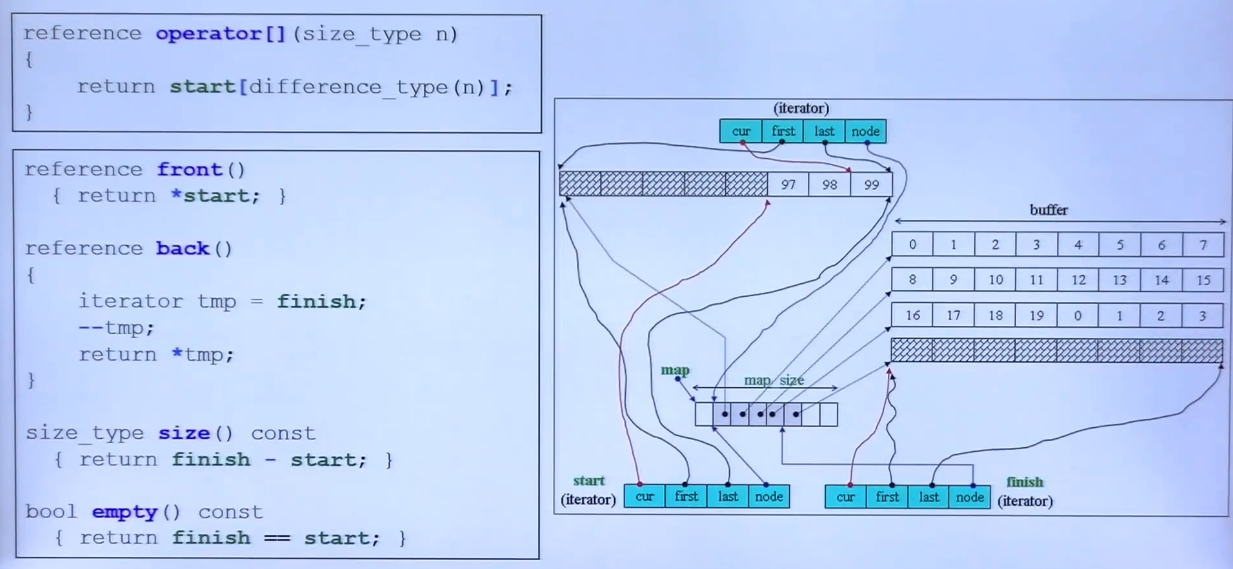 reference operator[](size_type n)
{
return start[difference_type(n)];
}
reference front()
{ return *start; }
reference back()
{
iterator tmp = finish;
--tmp;
return *tmp;
}
size_type size() const
{ return finish - start; }
bool empty() const
{ return finish == start; }
(iterator)
cur first last node
97 98 99
buffer
0 1 2 3 4 5 6 7
8 9 10 11 12 13 14 15
16 17 18 19 0 1 2 3
map
map size
start
(iterator)
cur first last node
cur first last node
finish
(iterator)